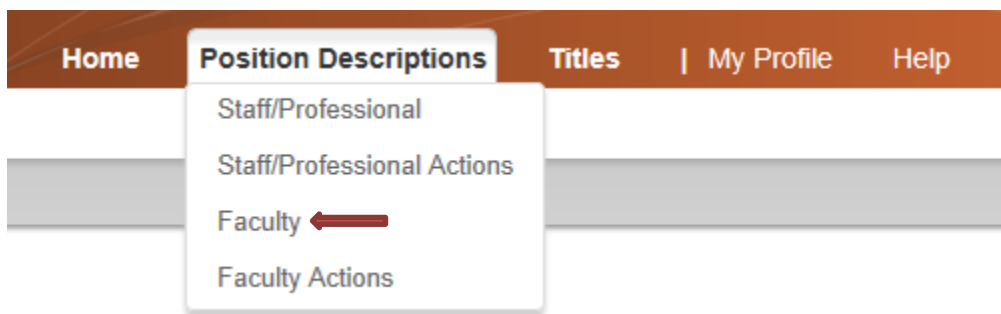 Home Position Descriptions Titles | My Profile Help
Staff/Professional
Staff/Professional Actions
Faculty
Faculty Actions